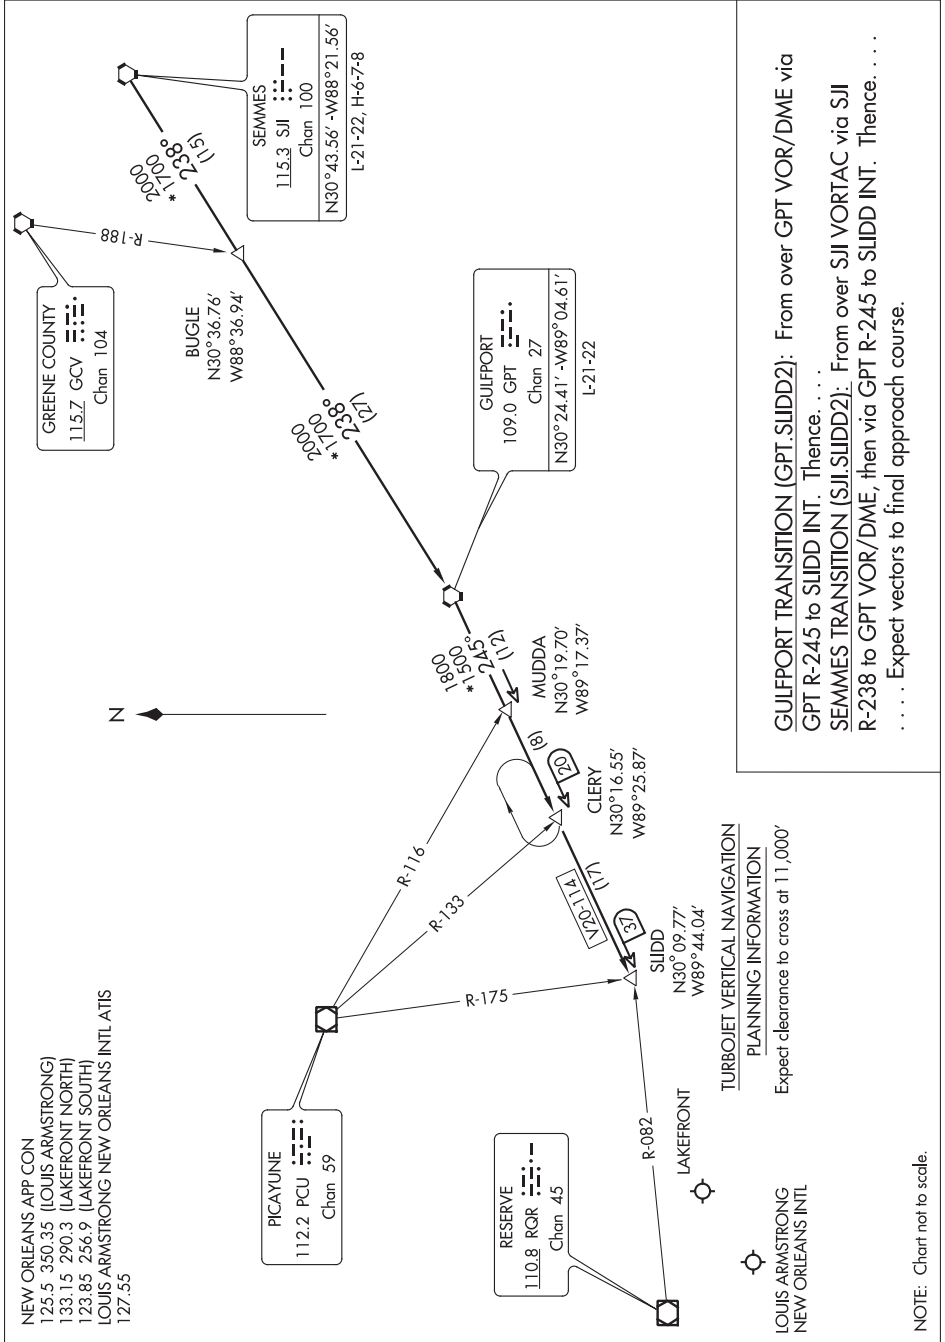 NEW ORLEANS APP CON
125.5 350.35 (LOUIS ARMSTRONG)
133.15 290.3 (LAKEFRONT NORTH)
123.85 256.9 (LAKEFRONT SOUTH)
LOUIS ARMSTRONG NEW ORLEANS INTL ATIS
127.55
GREENE COUNTY
115.7 GCV
Chan 104
R-188
SEMMES
115.3 SJI
Chan 100
N30°43.56′ -W88°21.56′
L-21-22, H-6-7-8
2000
*1700
238°
(15)
BUGLE
N30°36.76′
W88°36.94′
2000
*1700
238°
(27)
GULFPORT
109.0 GPT
Chan 27
N30°24.41′ -W89°04.61′
L-21-22
N
1800
*1500
245°
(12)
MUDDA
N30°19.70′
W89°17.37′
(8)
20
CLERY
N30°16.55′
W89°25.87′
R-116
R-133
R-175
PICAYUNE
112.2 PCU
Chan 59
V20-114
(17)
37
SLIDD
N30°09.77′
W89°44.04′
RESERVE
110.8 RQR
Chan 45
R-082
LAKEFRONT
LOUIS ARMSTRONG
NEW ORLEANS INTL
TURBOJET VERTICAL NAVIGATION
PLANNING INFORMATION
Expect clearance to cross at 11,000′
GULFPORT TRANSITION (GPT.SLIDD2): From over GPT VOR/DME via
GPT R-245 to SLIDD INT. Thence. . . .
SEMMES TRANSITION (SJI.SLIDD2): From over SJI VORTAC via SJI
R-238 to GPT VOR/DME, then via GPT R-245 to SLIDD INT. Thence. . . .
. . . . Expect vectors to final approach course.
NOTE: Chart not to scale.